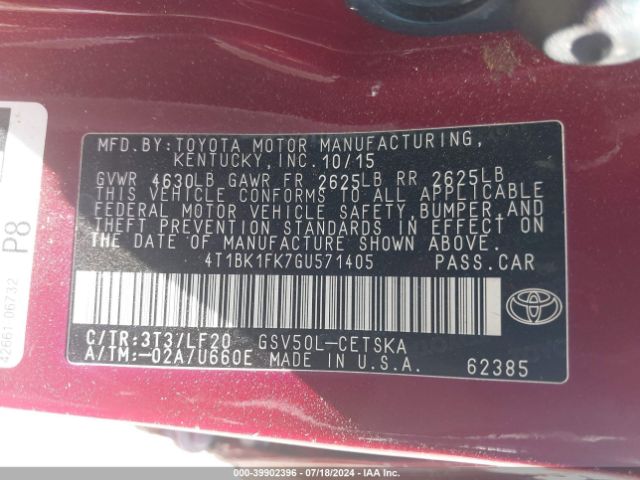 MFD.BY:TOYOTA MOTOR MANUFACTURING,
KENTUCKY,INC.10/15
GVWR 4630LB GAWR FR 2625LB RR 2625LB
THIS VEHICLE CONFORMS TO ALL APPLICABLE
FEDERAL MOTOR VEHICLE SAFETY,BUMPER,AND
THEFT PREVENTION STANDARDS IN EFFECT ON
THE DATE OF MANUFACTURE SHOWN ABOVE.
4T1BK1FK7GU571405 PASS.CAR
C/TR:3T3/LF20 GSV50L-CETSKA
A/TM:-02A/U660E MADE IN U.S.A. 62385
TOYOTA
P8
42661-06732
000-39902396 - 07/18/2024 - IAAI.COM